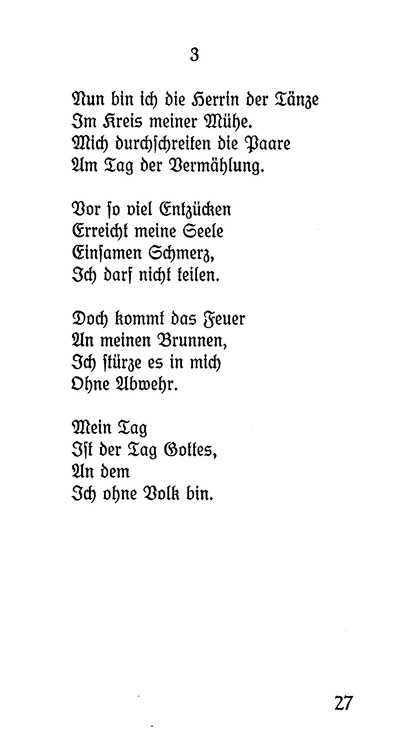 3
Nun bin ich die Herrin der Tänze
Im Kreis meiner Mühe.
Mich durchschreiten die Paare
Am Tag der Vermählung.
Vor so viel Entzücken
Erreicht meine Seele
Einsamen Schmerz,
Ich darf nicht teilen.
Doch kommt das Feuer
An meinen Brunnen,
Ich stürze es in mich
Ohne Abwehr.
Mein Tag
Ist der Tag Gottes,
An dem
Ich ohne Volk bin.
27